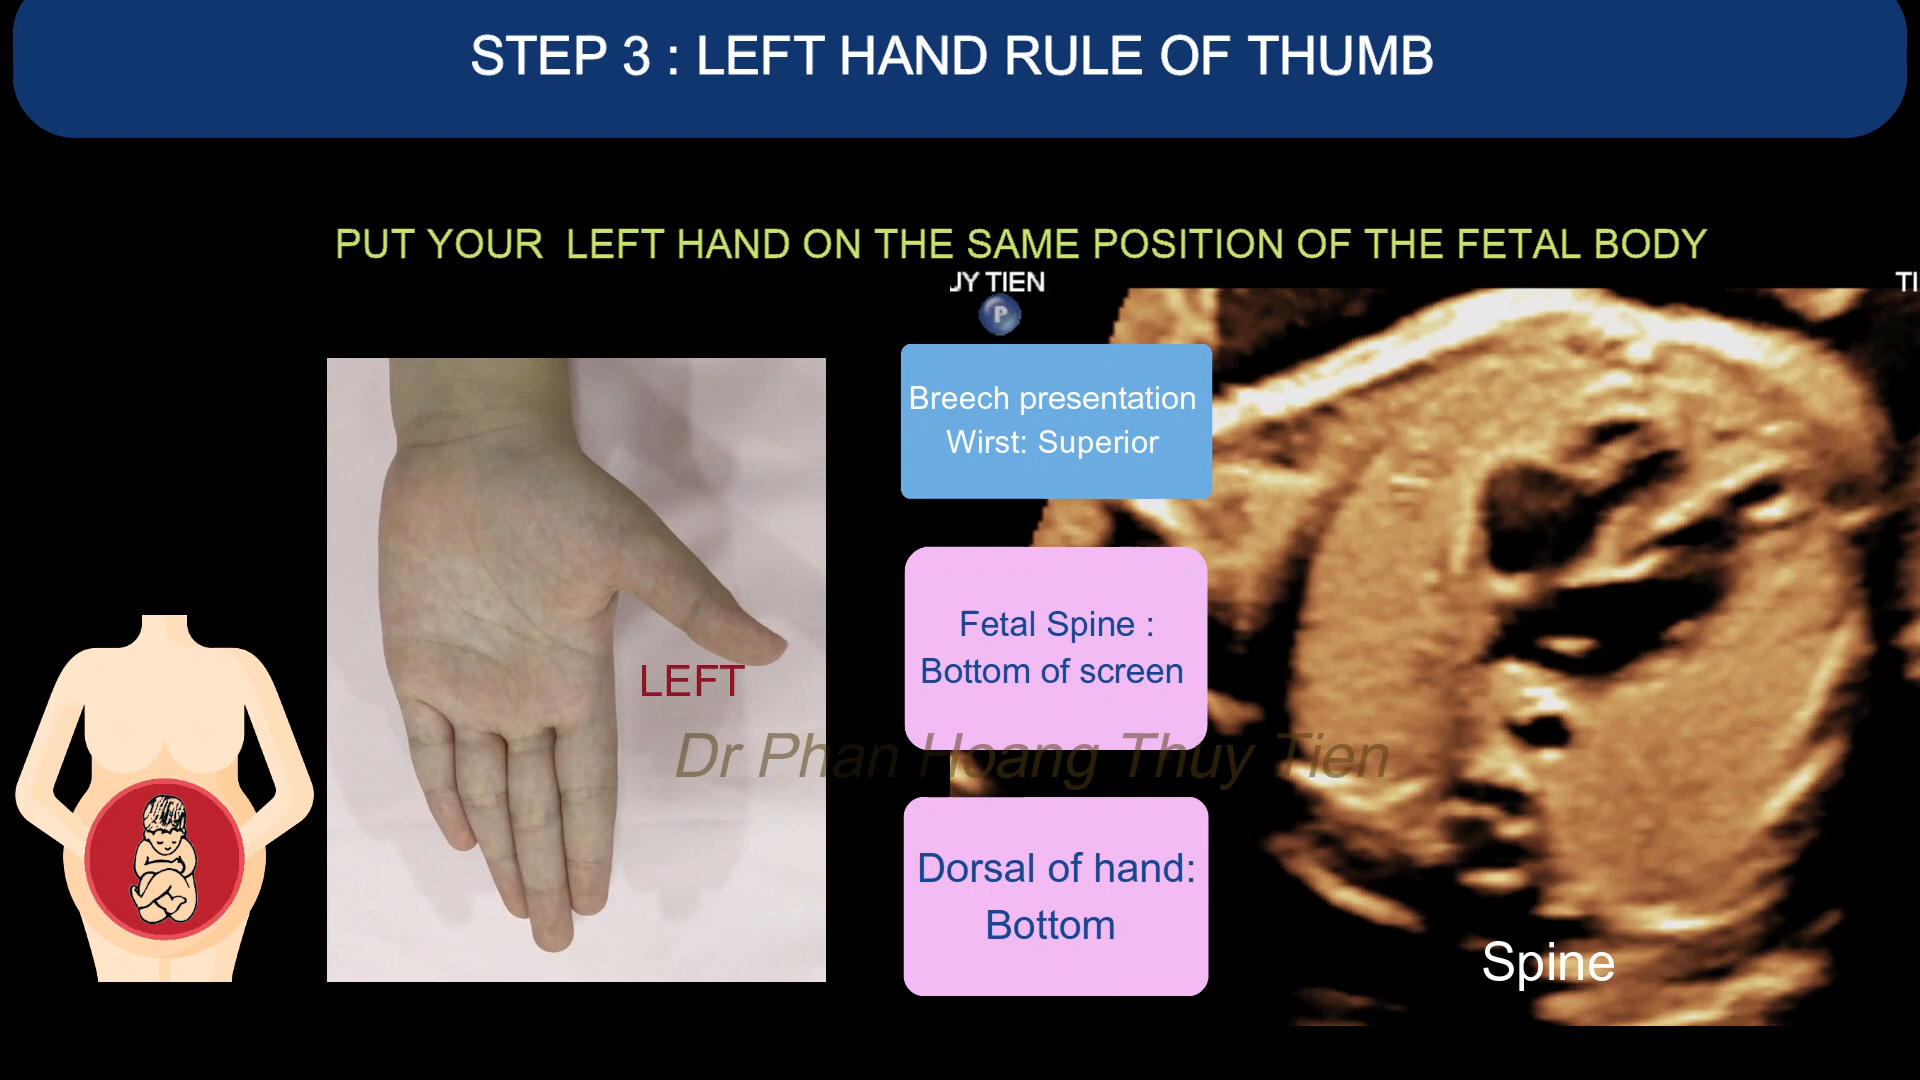 STEP 3 : LEFT HAND RULE OF THUMB
PUT YOUR LEFT HAND ON THE SAME POSITION OF THE FETAL BODY
TIEN
P
Breech presentation
Wirst: Superior
Fetal Spine :
Bottom of screen
LEFT
Dr Phan Hoang Thuy Tien
Dorsal of hand:
Bottom
Spine